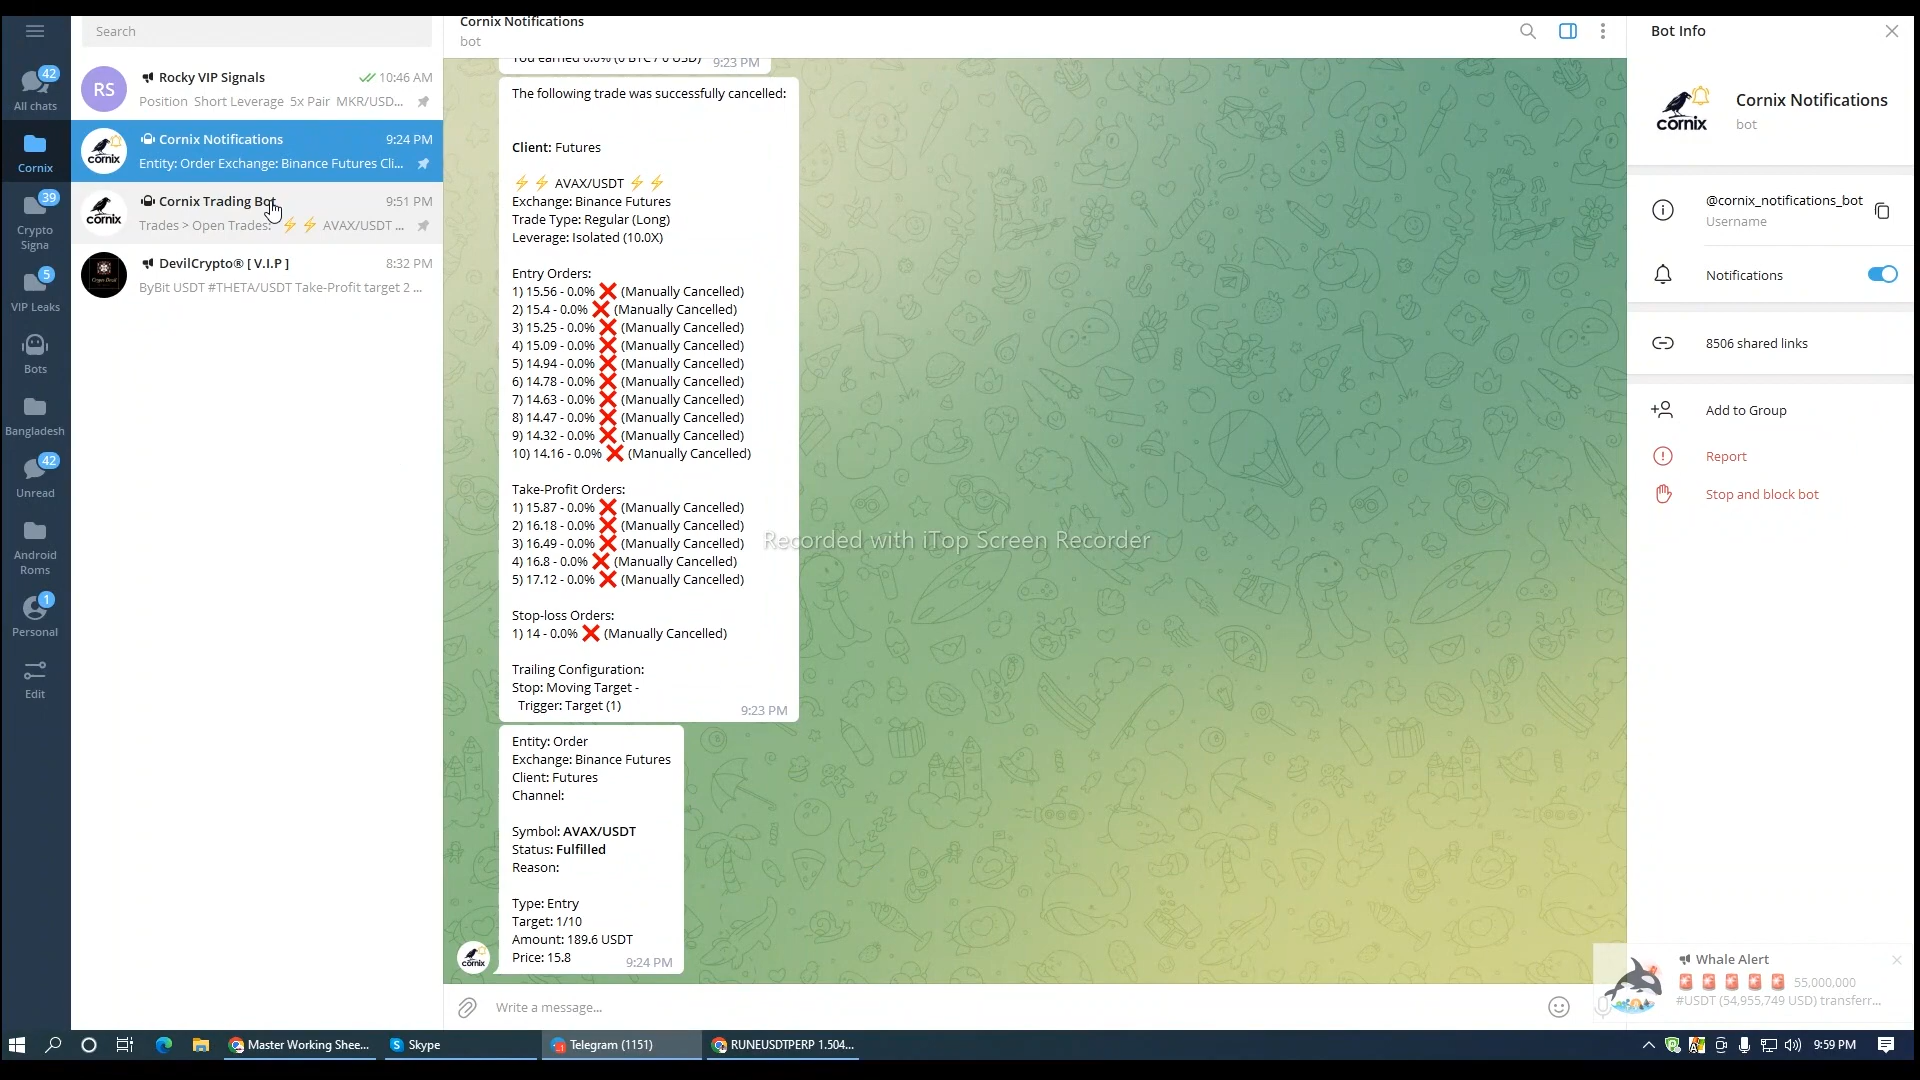 Search
Rocky VIP Signals
10:46 AM
Position Short Leverage 5x Pair MKR/USD...
Cornix Notifications
9:24 PM
Entity: Order Exchange: Binance Futures Cli...
Cornix Trading Bot
9:51 PM
Trades > Open Trades: ⚡ ⚡ AVAX/USDT ...
DevilCrypto® [ V.I.P ]
8:32 PM
ByBit USDT #THETA/USDT Take-Profit target 2 ...
RS
cornix
cornix
42
All chats
Cornix
39
Crypto
Signa
5
VIP Leaks
Bots
Bangladesh
42
Unread
Android
Roms
1
Personal
Edit
Cornix Notifications
bot
You earned 0.0% (0 BTC / 0 USD)
9:23 PM
The following trade was successfully cancelled:
Client: Futures
⚡ ⚡ AVAX/USDT ⚡ ⚡
Exchange: Binance Futures
Trade Type: Regular (Long)
Leverage: Isolated (10.0X)
Entry Orders:
1) 15.56 - 0.0% ❌ (Manually Cancelled)
2) 15.4 - 0.0% ❌ (Manually Cancelled)
3) 15.25 - 0.0% ❌ (Manually Cancelled)
4) 15.09 - 0.0% ❌ (Manually Cancelled)
5) 14.94 - 0.0% ❌ (Manually Cancelled)
6) 14.78 - 0.0% ❌ (Manually Cancelled)
7) 14.63 - 0.0% ❌ (Manually Cancelled)
8) 14.47 - 0.0% ❌ (Manually Cancelled)
9) 14.32 - 0.0% ❌ (Manually Cancelled)
10) 14.16 - 0.0% ❌ (Manually Cancelled)
Take-Profit Orders:
1) 15.87 - 0.0% ❌ (Manually Cancelled)
2) 16.18 - 0.0% ❌ (Manually Cancelled)
3) 16.49 - 0.0% ❌ (Manually Cancelled)
4) 16.8 - 0.0% ❌ (Manually Cancelled)
5) 17.12 - 0.0% ❌ (Manually Cancelled)
Stop-loss Orders:
1) 14 - 0.0% ❌ (Manually Cancelled)
Trailing Configuration:
Stop: Moving Target -
Trigger: Target (1)
9:23 PM
Recorded with iTop Screen Recorder
Entity: Order
Exchange: Binance Futures
Client: Futures
Channel:
Symbol: AVAX/USDT
Status: Fulfilled
Reason:
Type: Entry
Target: 1/10
Amount: 189.6 USDT
Price: 15.8
9:24 PM
cornix
Write a message...
Bot Info
cornix
Cornix Notifications
bot
@cornix_notifications_bot
Username
Notifications
8506 shared links
Add to Group
Report
Stop and block bot
Whale Alert
🚨 🚨 🚨 🚨 🚨 55,000,000
#USDT (54,955,749 USD) transferr...
Master Working Shee...
Skype
Telegram (1151)
RUNEUSDTPERP 1.504...
9:59 PM